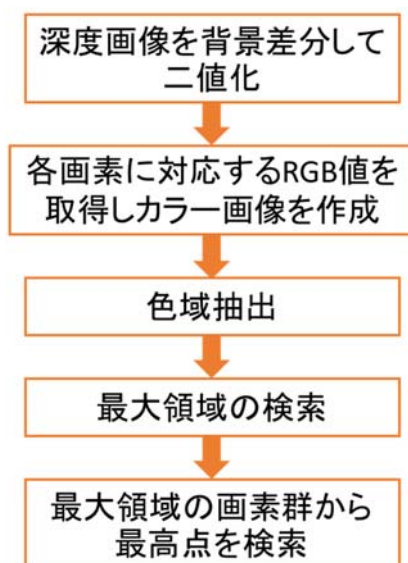 深度画像を背景差分して
二値化
各画素に対応するRGB値を
取得しカラー画像を作成
色域抽出
最大領域の検索
最大領域の画素群から
最高点を検索